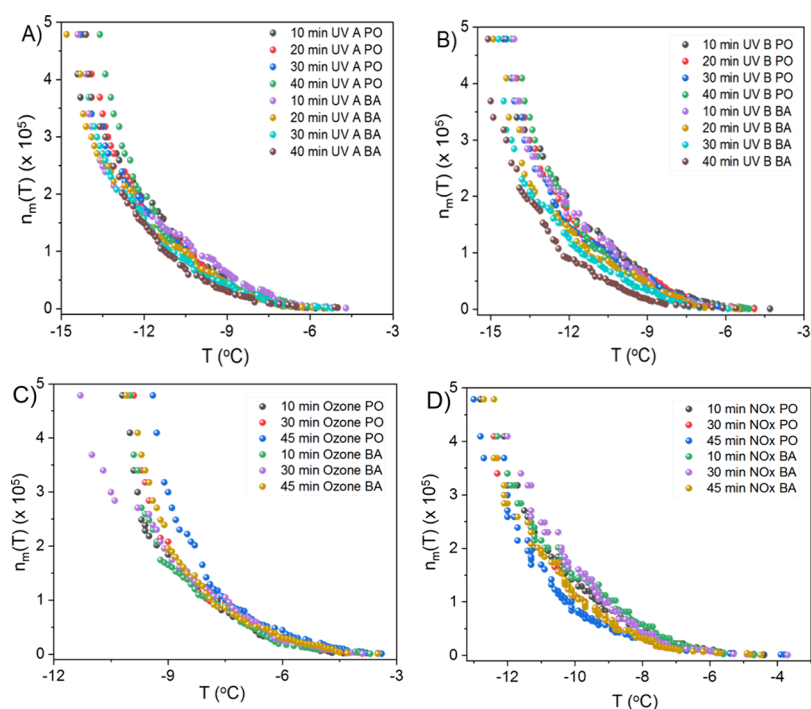 A)
10 min UV A PO
20 min UV A PO
30 min UV A PO
40 min UV A PO
10 min UV A BA
20 min UV A BA
30 min UV A BA
40 min UV A BA
5
4
3
2
1
0
-15 -12 -9 -6 -3
nm(T) (x 10⁵)
T (°C)
B)
10 min UV B PO
20 min UV B PO
30 min UV B PO
40 min UV B PO
10 min UV B BA
20 min UV B BA
30 min UV B BA
40 min UV B BA
5
4
3
2
1
0
-15 -12 -9 -6 -3
nm(T) (x 10⁵)
T (°C)
C)
10 min Ozone PO
30 min Ozone PO
45 min Ozone PO
10 min Ozone BA
30 min Ozone BA
45 min Ozone BA
5
4
3
2
1
0
-12 -9 -6 -3
nm(T) (x 10⁵)
T (°C)
D)
10 min NOx PO
30 min NOx PO
45 min NOx PO
10 min NOx BA
30 min NOx BA
45 min NOx BA
5
4
3
2
1
0
-12 -10 -8 -6 -4
nm(T) (x 10⁵)
T (°C)